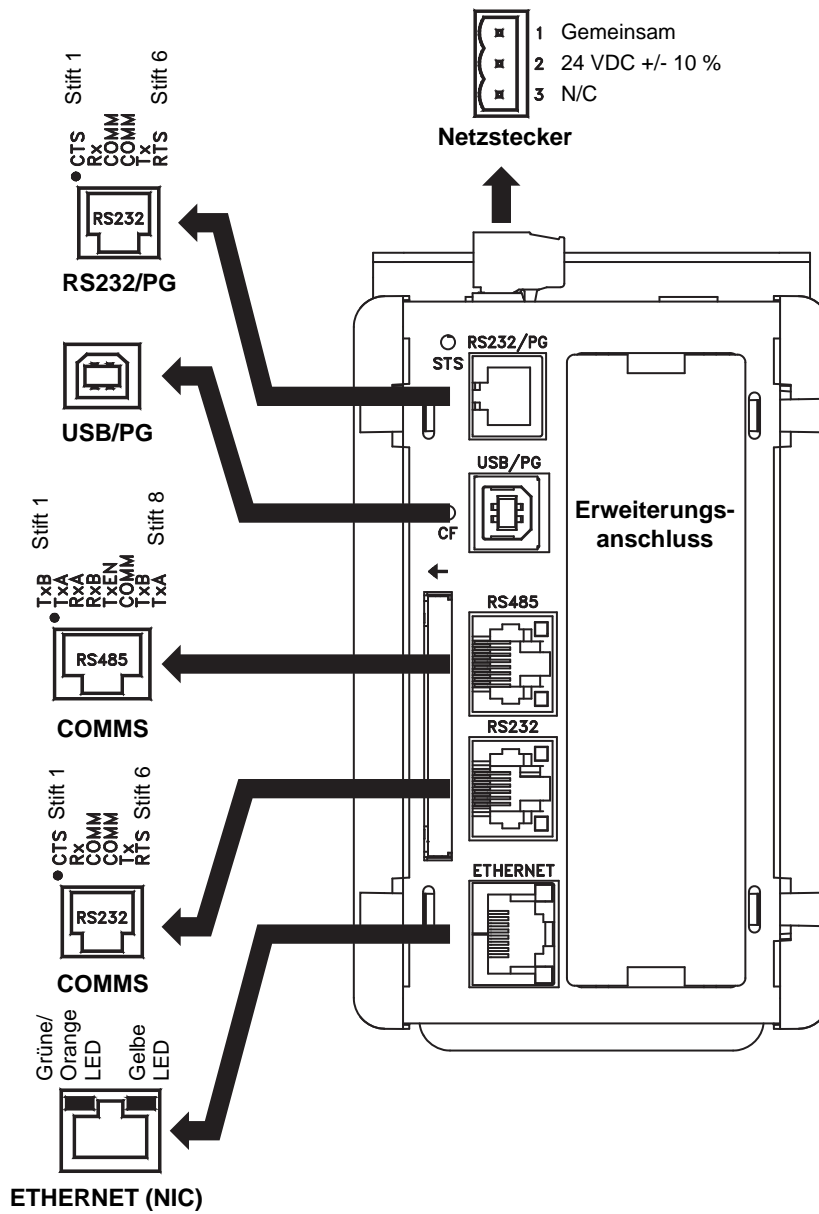 1 Gemeinsam
2 24 VDC +/- 10 %
3 N/C
Netzstecker
Stift 1
Stift 6
CTS
Rx
COMM
COMM
Tx
RTS
RS232
RS232/PG
USB/PG
Stift 1
Stift 8
TxB
TxA
RxA
RxB
TxEN
COMM
TxB
TxA
RS485
COMMS
Stift 1
Stift 6
CTS
Rx
COMM
COMM
Tx
RTS
RS232
COMMS
Grüne/
Orange
LED
Gelbe
LED
ETHERNET (NIC)
RS232/PG
STS
USB/PG
CF
RS485
RS232
ETHERNET
Erweiterungs-
anschluss